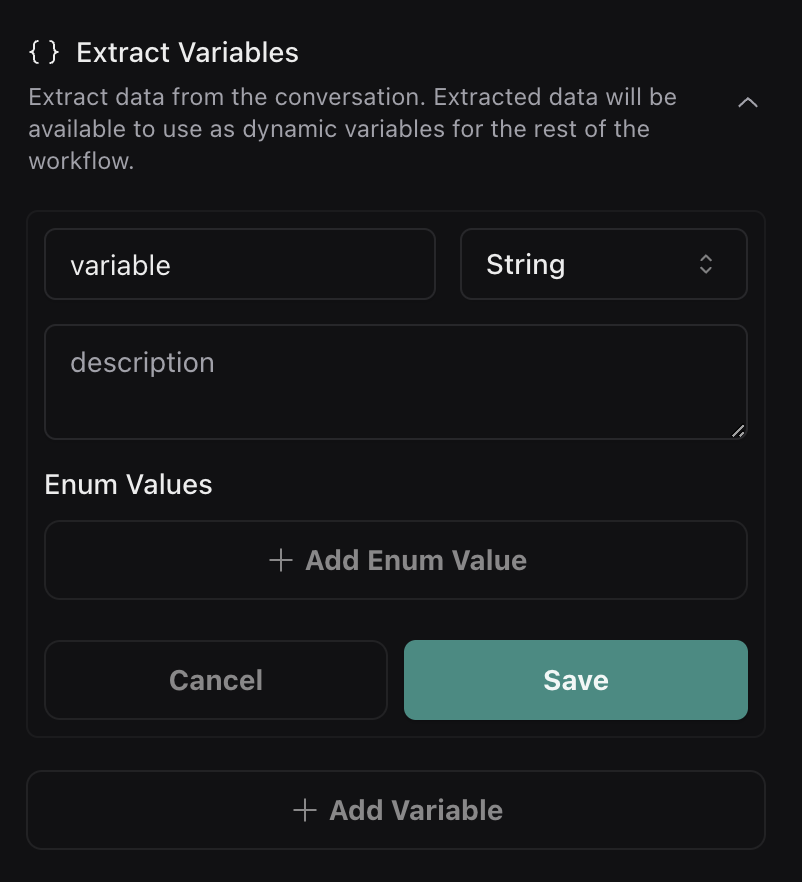 { } Extract Variables
Extract data from the conversation. Extracted data will be
available to use as dynamic variables for the rest of the
workflow.
variable
String
description
Enum Values
+ Add Enum Value
Cancel
Save
+ Add Variable